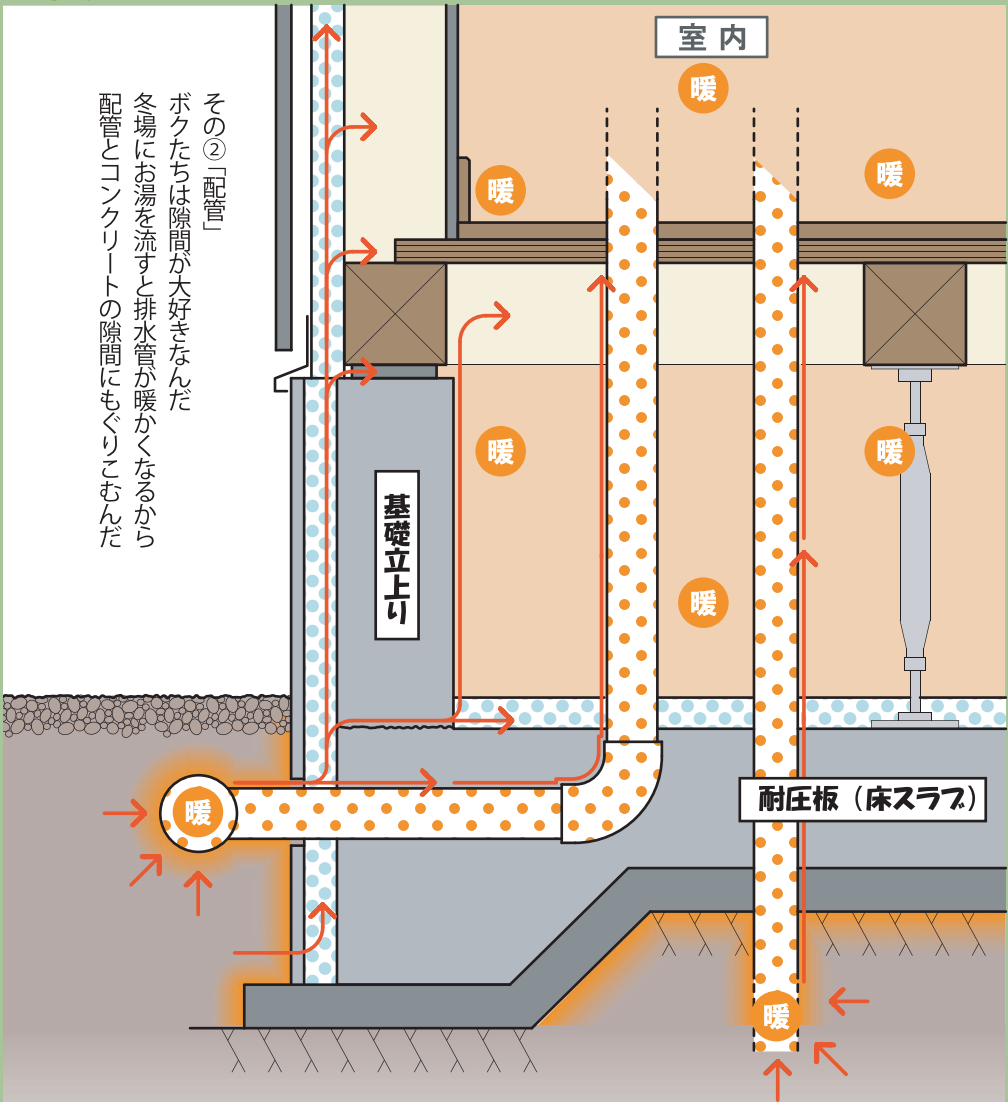 室内
暖
暖
暖
その②「配管」
ボクたちは隙間が大好きなんだ
冬場にお湯を流すと排水管が暖かくなるから
配管とコンクリートの隙間にもぐりこむんだ
暖
暖
基礎立上り
暖
耐圧板（床スラブ）
暖
暖